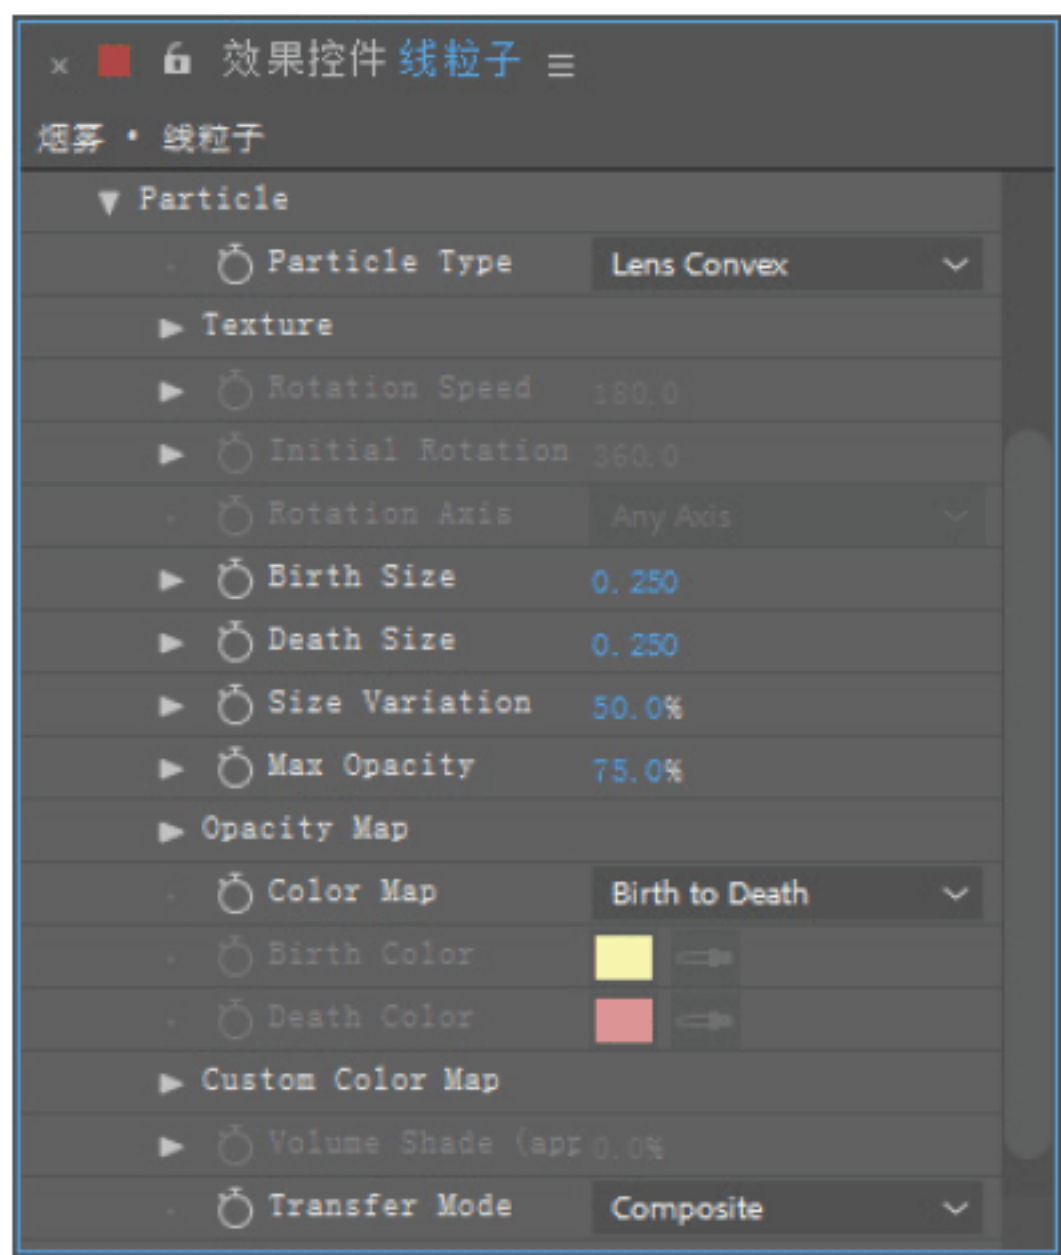 × 效果控件 线粒子 ≡
烟雾 · 线粒子
Particle
Particle Type Lens Convex
Texture
Rotation Speed 180.0
Initial Rotation 360.0
Rotation Axis Any Axis
Birth Size 0.250
Death Size 0.250
Size Variation 50.0%
Max Opacity 75.0%
Opacity Map
Color Map Birth to Death
Birth Color
Death Color
Custom Color Map
Volume Shade (app 0.0%
Transfer Mode Composite